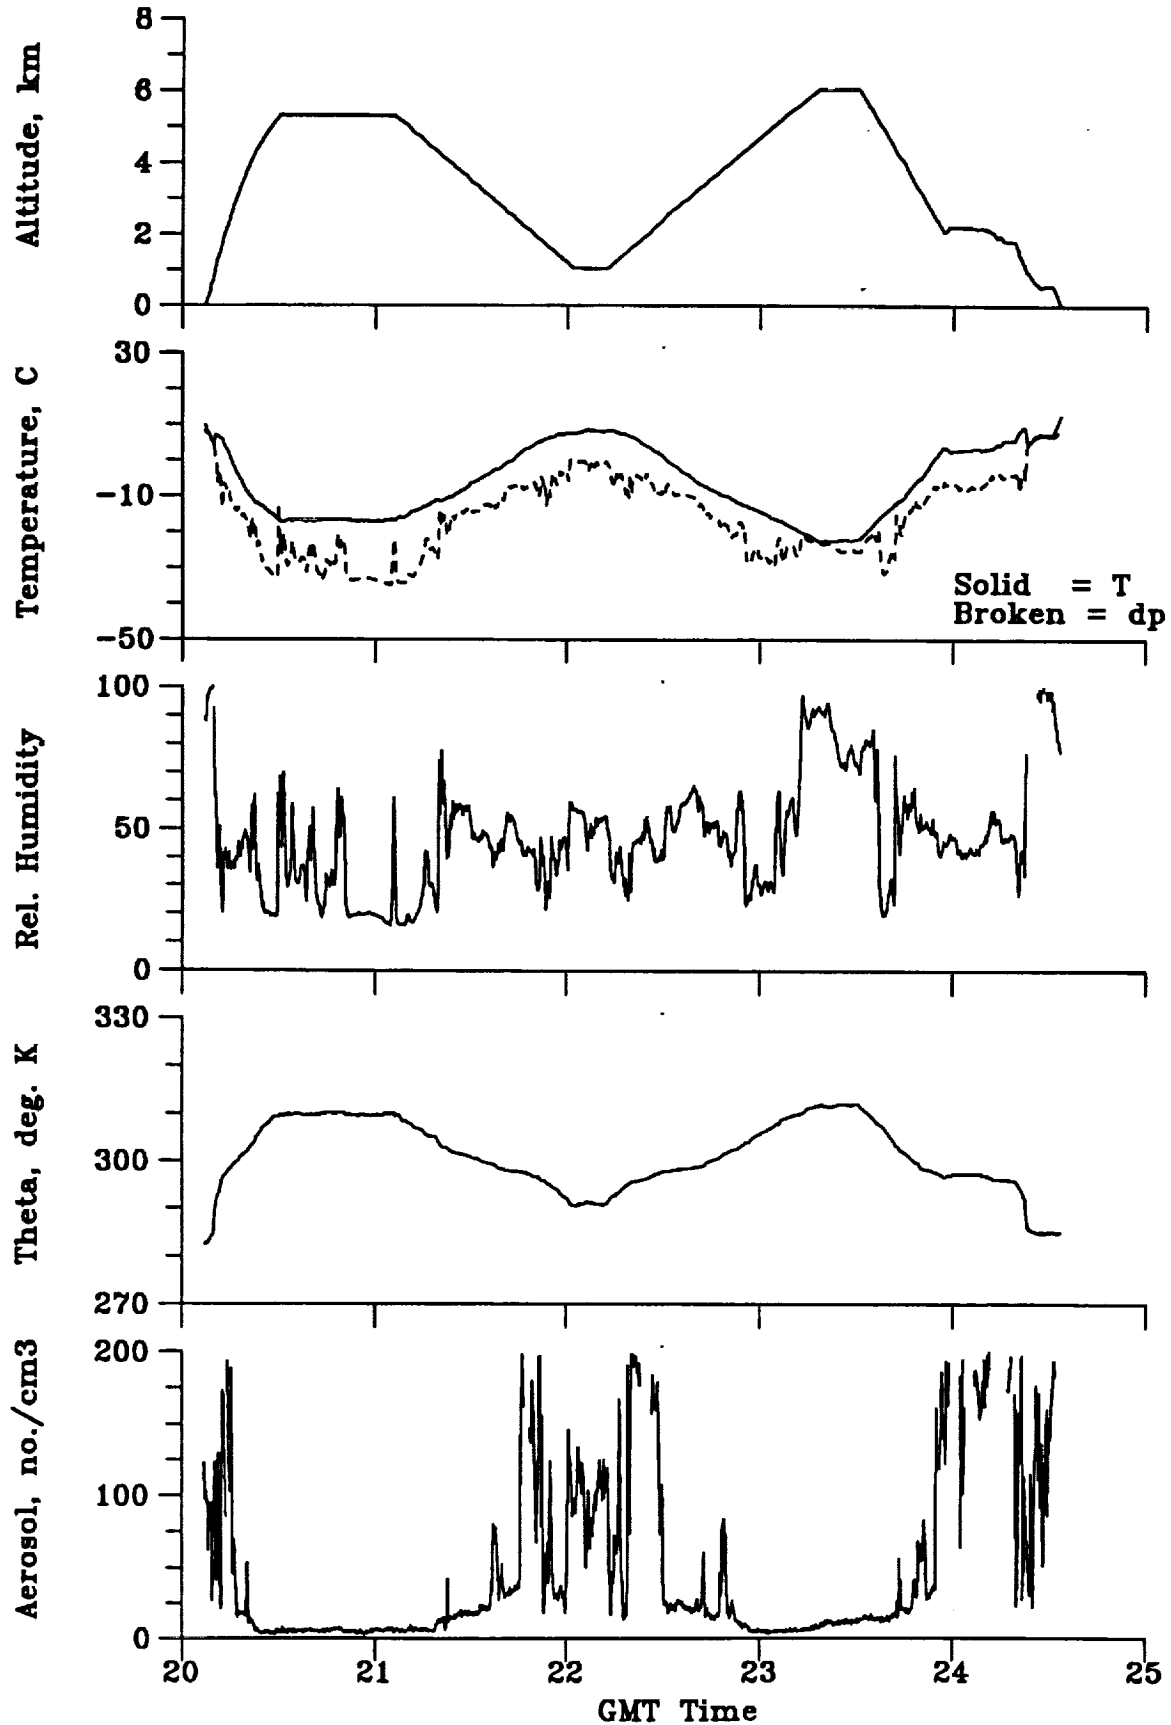 Altitude, km
8
6
4
2
0
Temperature, C
30
-10
-50
Solid = T
Broken = dp
Rel. Humidity
100
50
0
Theta, deg. K
330
300
270
Aerosol, no./cm3
200
100
0
20 21 22 23 24 25
GMT Time